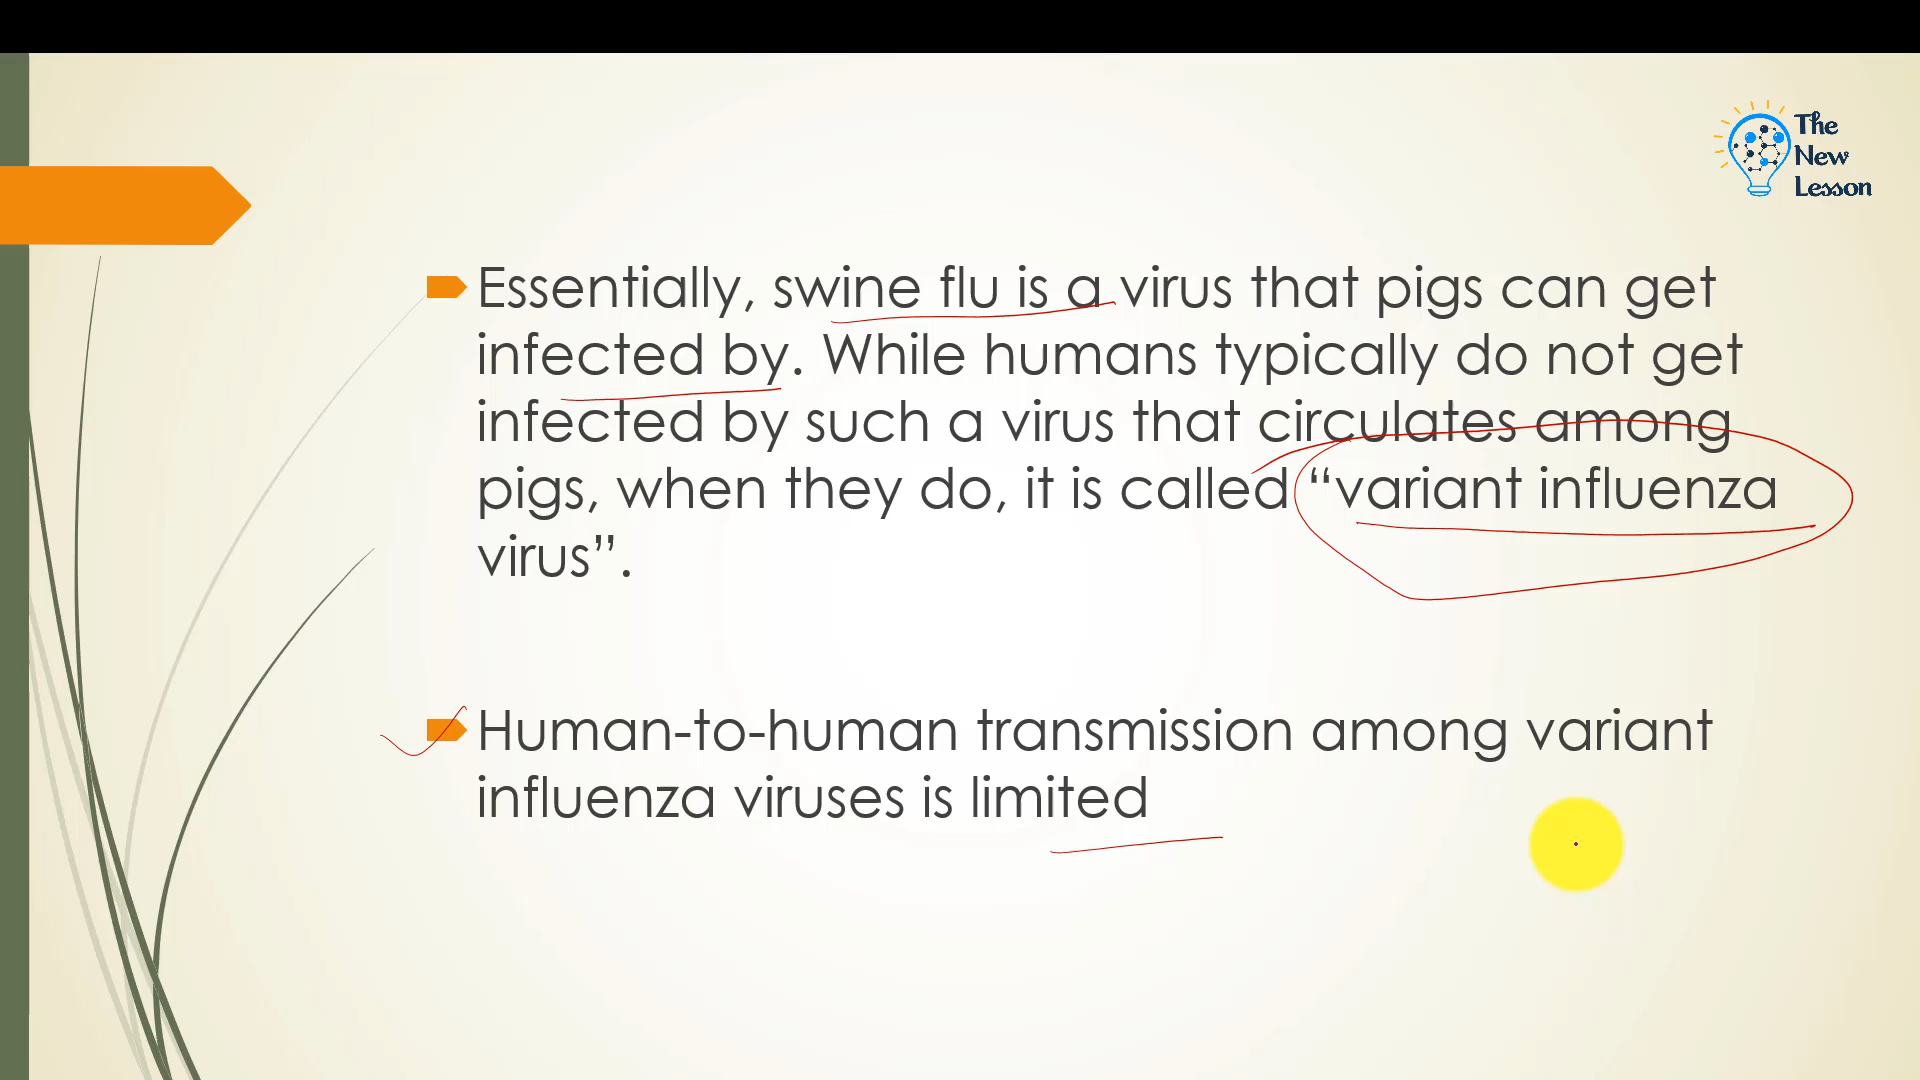 The
New
Lesson
Essentially, swine flu is a virus that pigs can get
infected by. While humans typically do not get
infected by such a virus that circulates among
pigs, when they do, it is called “variant influenza
virus”.
Human-to-human transmission among variant
influenza viruses is limited